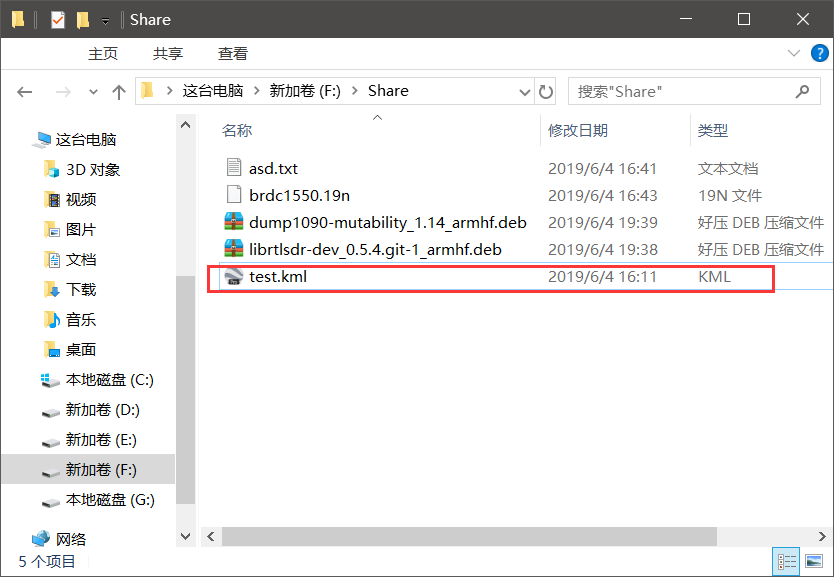 Share
主页 共享 查看
这台电脑 新加卷 (F:) Share 搜索"Share"
名称 修改日期 类型
asd.txt 2019/6/4 16:41 文本文档
brdc1550.19n 2019/6/4 16:43 19N 文件
dump1090-mutability_1.14_armhf.deb 2019/6/4 19:39 好压 DEB 压缩文件
librtlsdr-dev_0.5.4.git-1_armhf.deb 2019/6/4 19:38 好压 DEB 压缩文件
test.kml 2019/6/4 16:11 KML
这台电脑
3D 对象
视频
图片
文档
下载
音乐
桌面
本地磁盘 (C:)
新加卷 (D:)
新加卷 (E:)
新加卷 (F:)
本地磁盘 (G:)
网络
5 个项目